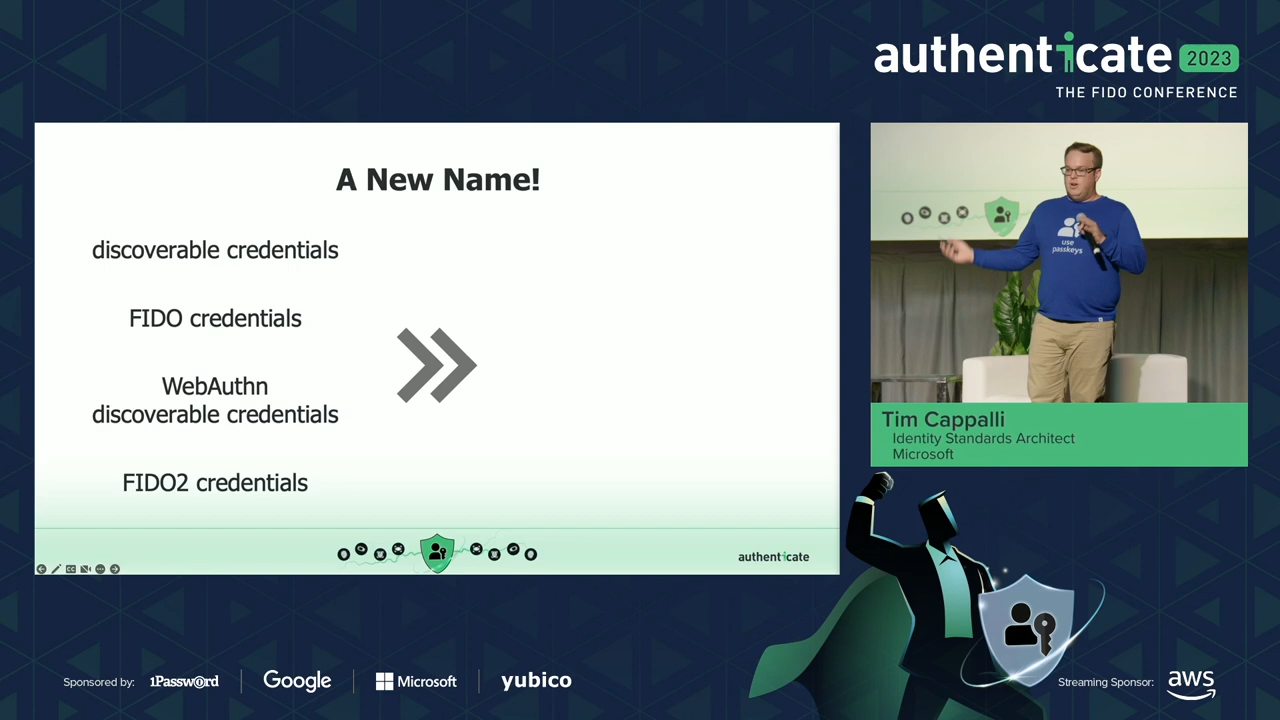 authenticate 2023
THE FIDO CONFERENCE
A New Name!
discoverable credentials
FIDO credentials
WebAuthn
discoverable credentials
FIDO2 credentials
authenticate
use
passkeys
Tim Cappalli
Identity Standards Architect
Microsoft
Sponsored by:
1Password
Google
Microsoft
yubico
Streaming Sponsor:
aws